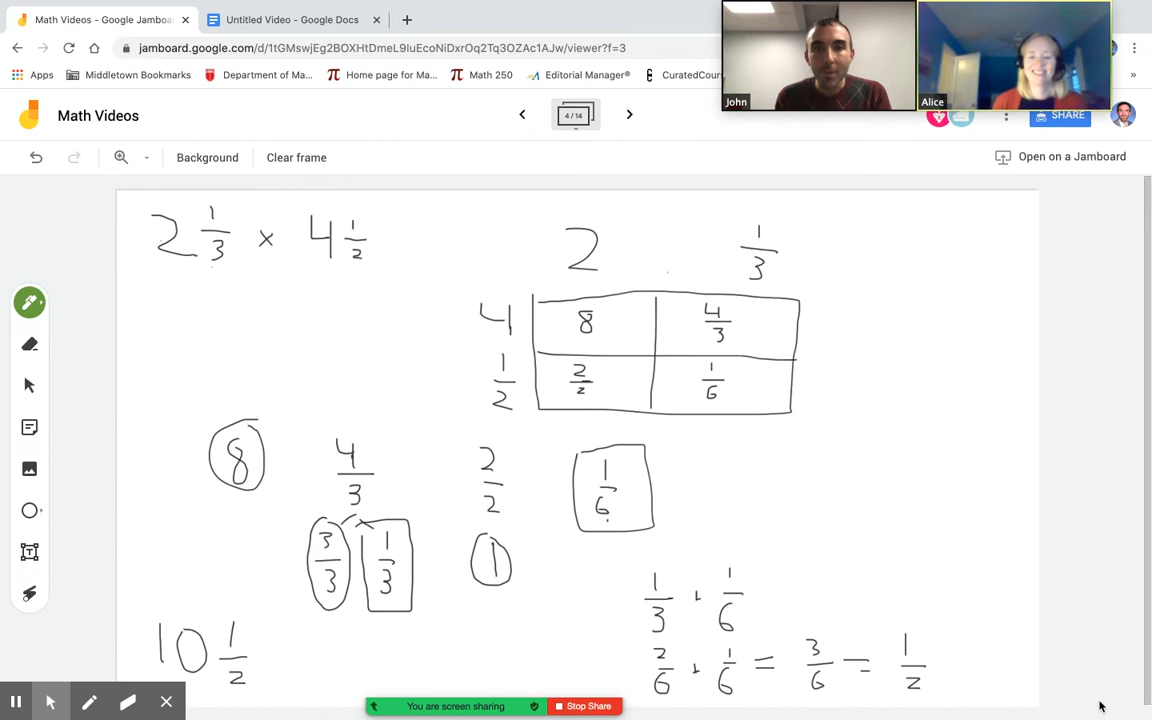 Math Videos - Google Jamboa
Untitled Video - Google Docs
jamboard.google.com/d/1tGMswjEg2BOXHtDmeL9IuEcoNiDxrOq2Tq3OZAc1AJw/viewer?f=3
Apps
Middletown Bookmarks
Department of Ma...
Home page for Ma...
Math 250
Editorial Manager®
CuratedCour
»
John
Alice
Math Videos
4 / 14
SHARE
Background
Clear frame
Open on a Jamboard
2 1/3 × 4 1/2
2 1/3
4 8 4/3
1/2 2/2 1/6
8 4/3 2/2 1/6
3/3 1/3 1
1/3 + 1/6
10 1/2
2/6 + 1/6 = 3/6 = 1/2
You are screen sharing
Stop Share